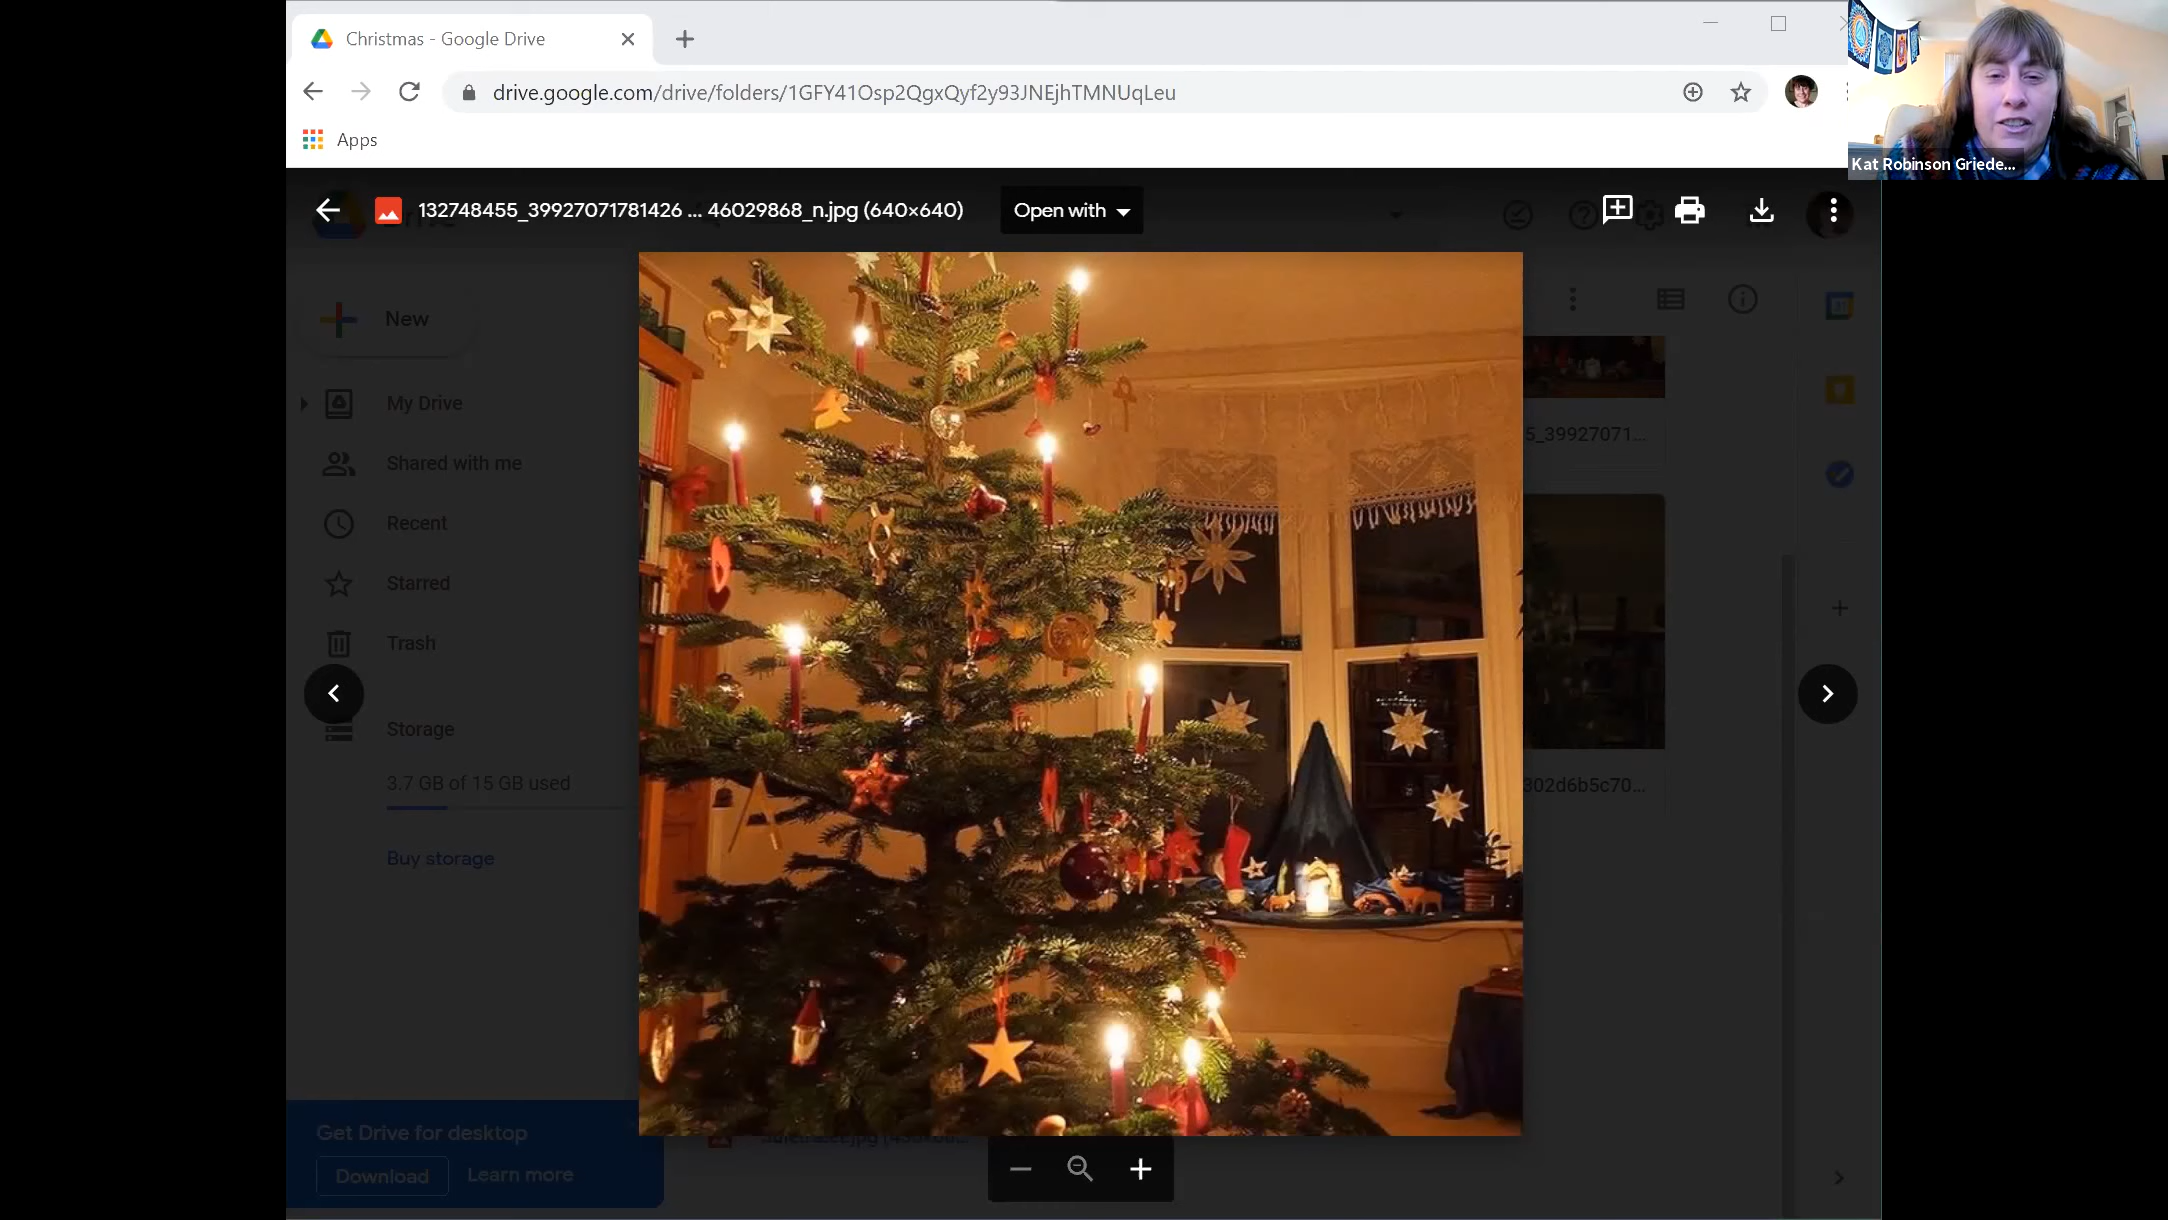 Christmas - Google Drive
drive.google.com/drive/folders/1GFY41Osp2QgxQyf2y93JNEjhTMNUqLeu
Apps
Kat Robinson Griede...
132748455_39927071781426 ... 46029868_n.jpg (640×640)
Open with
New
My Drive
Shared with me
Recent
Starred
Trash
Storage
3.7 GB of 15 GB used
Buy storage
5_39927071...
302d6b5c70...
Get Drive for desktop
Download
Learn more